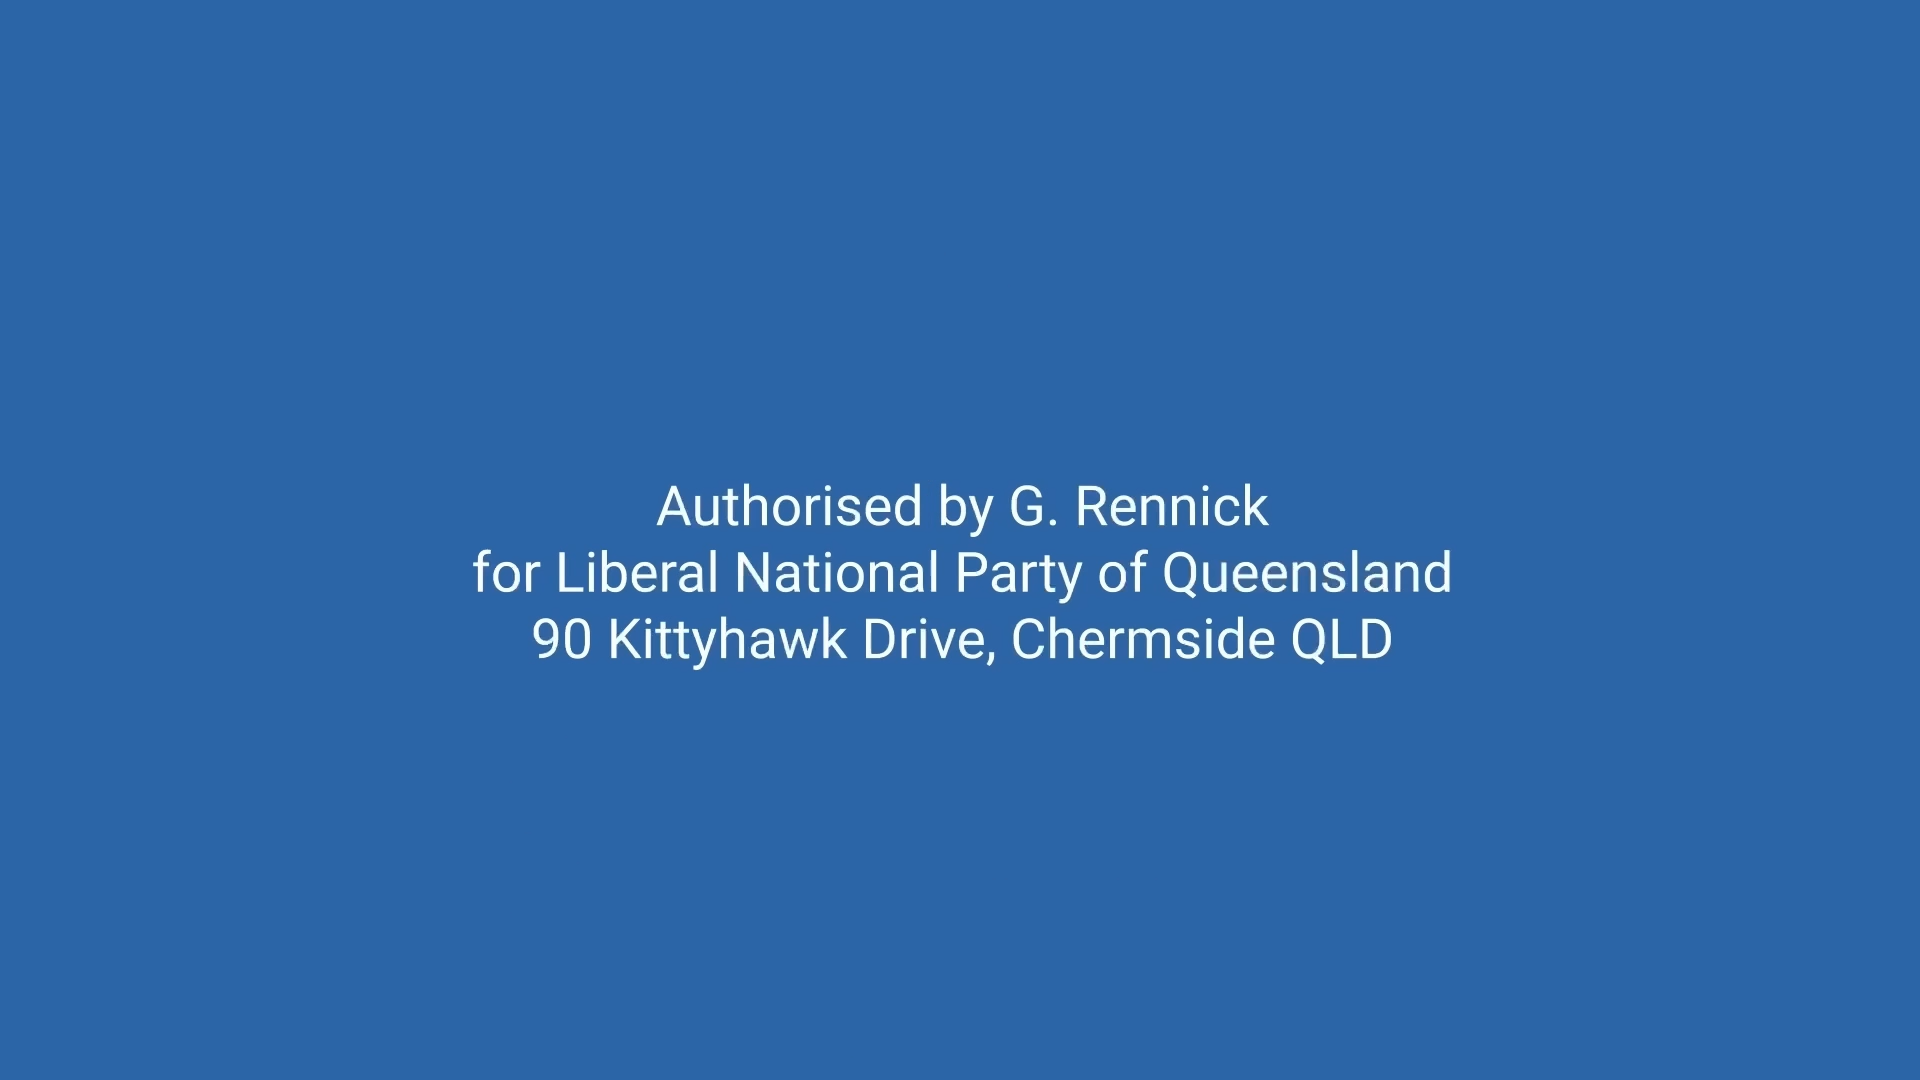 Authorised by G. Rennick
for Liberal National Party of Queensland
90 Kittyhawk Drive, Chermside QLD